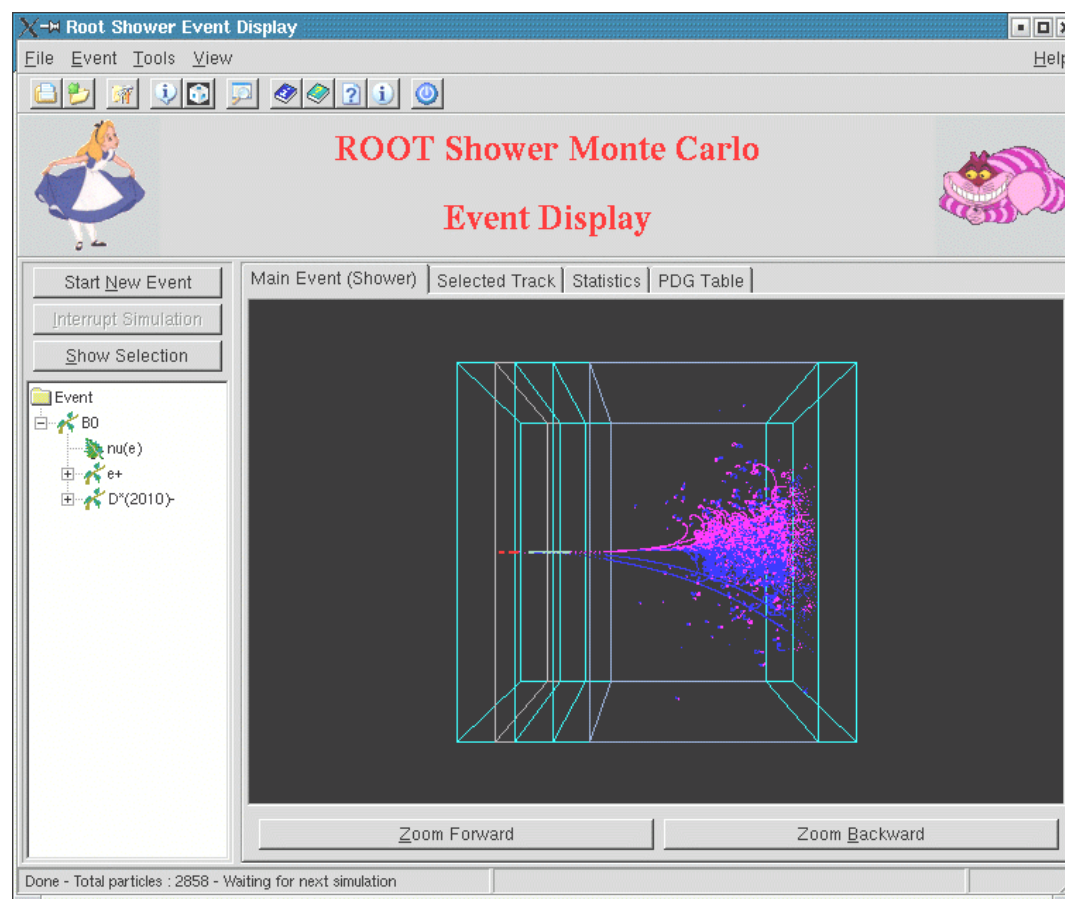 Root Shower Event Display
File Event Tools View Help
ROOT Shower Monte Carlo
Event Display
Start New Event
Interrupt Simulation
Show Selection
Event
B0
nu(e)
e+
D*(2010)-
Main Event (Shower) Selected Track Statistics PDG Table
Zoom Forward Zoom Backward
Done - Total particles : 2858 - Waiting for next simulation